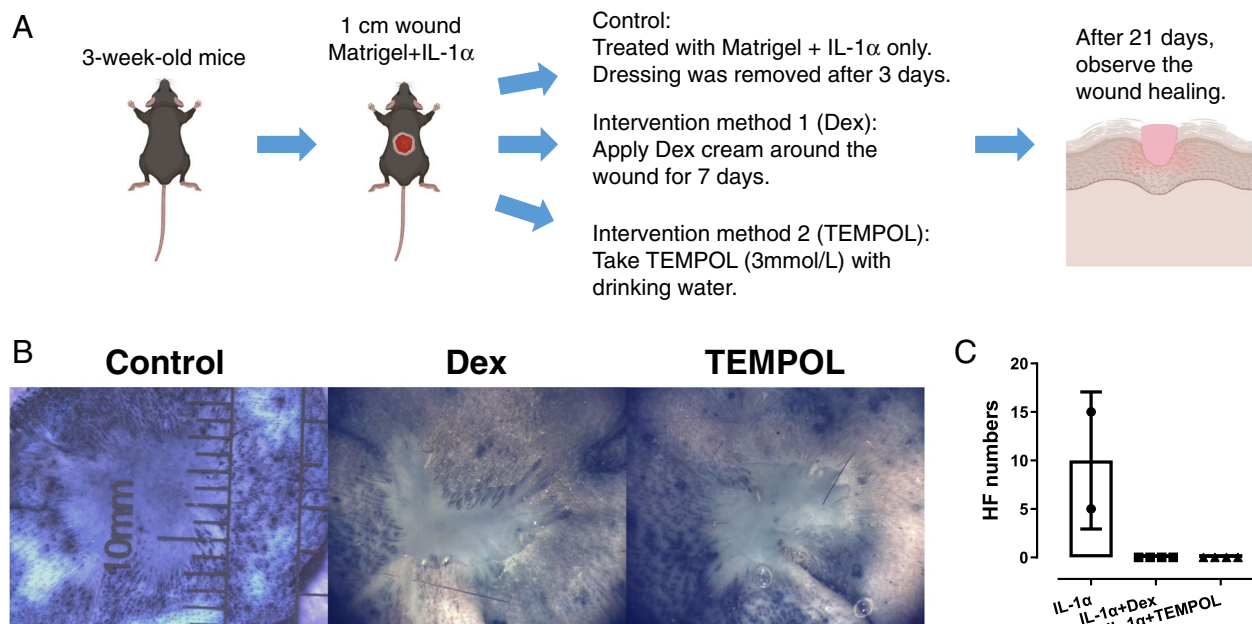 A
3-week-old mice
1 cm wound
Matrigel+IL-1α
Control:
Treated with Matrigel + IL-1α only.
Dressing was removed after 3 days.
Intervention method 1 (Dex):
Apply Dex cream around the
wound for 7 days.
Intervention method 2 (TEMPOL):
Take TEMPOL (3mmol/L) with
drinking water.
After 21 days,
observe the
wound healing.
B
Control
Dex
TEMPOL
10mm
C
HF numbers
20
15
10
5
0
IL-1α
IL-1α+Dex
IL-1α+TEMPOL